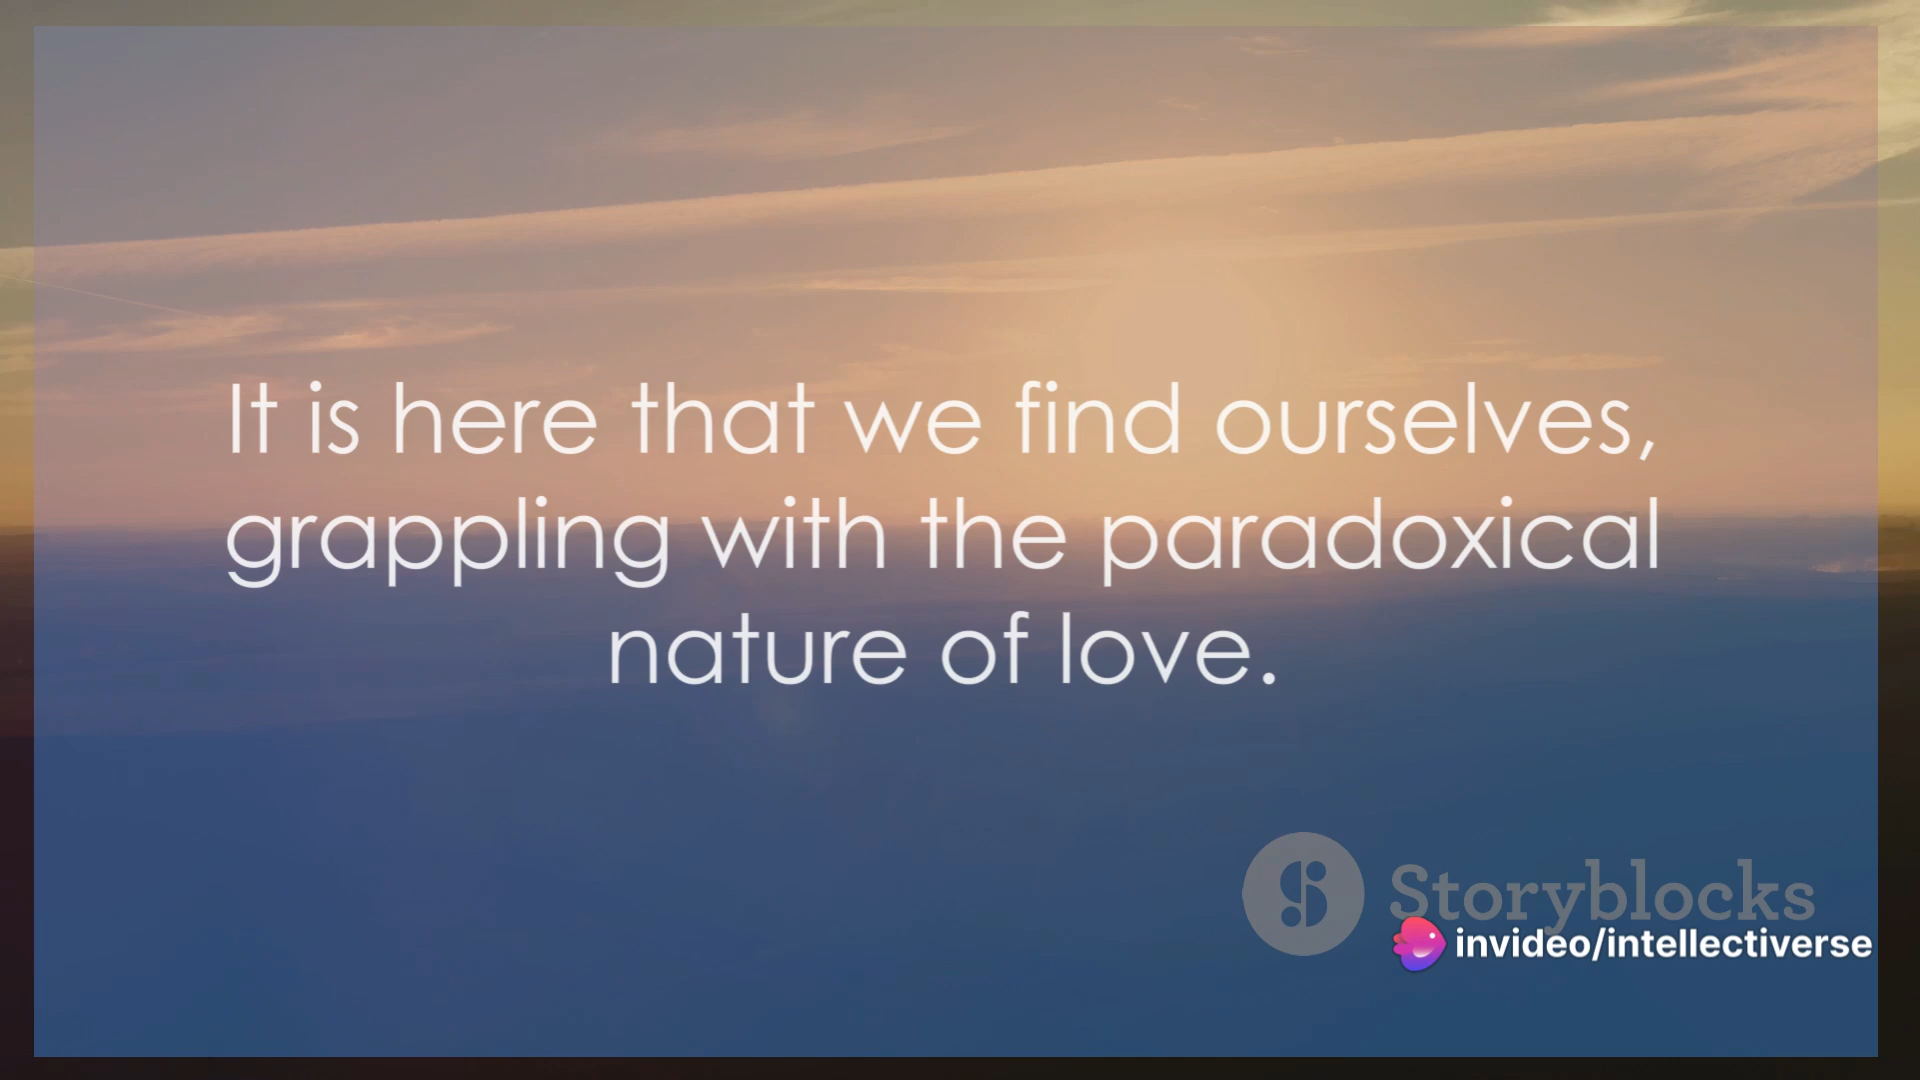 It is here that we find ourselves,
grappling with the paradoxical
nature of love.
Storyblocks
invideo/intellectiverse